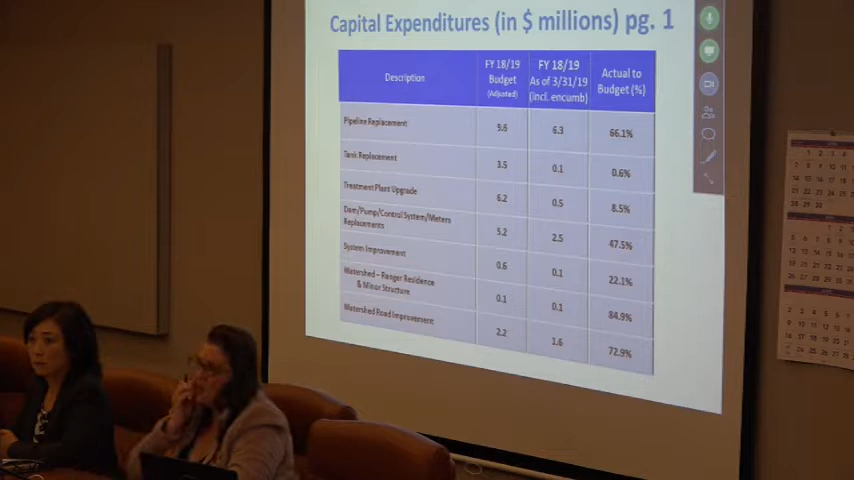 Capital Expenditures (in $ millions) pg. 1
Description
FY 18/19
Budget
(Adjusted)
FY 18/19
As of 3/31/19
(incl. encumb)
Actual to
Budget (%)
Pipeline Replacement 9.6 6.3 66.1%
Tank Replacement 3.5 0.1 0.6%
Treatment Plant Upgrade 6.2 0.5 8.5%
Dam/Pump/Control System/Meters
Replacements 5.2 2.5 47.5%
System Improvement 0.6 0.1 22.1%
Watershed – Ranger Residence
& Minor Structure 0.1 0.1 84.9%
Watershed Road Improvement 2.2 1.6 72.9%